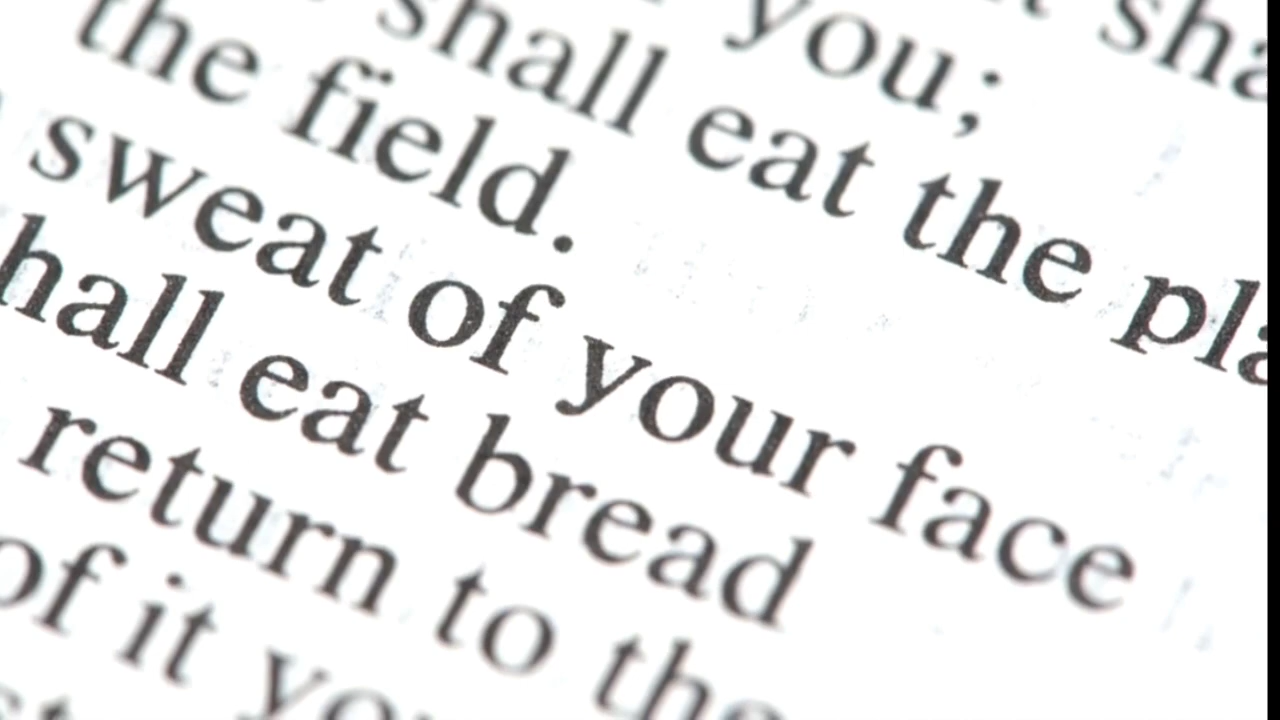 sha
you;
shall eat the pla
the field.
sweat of your face
hall eat bread
return to the
of it you